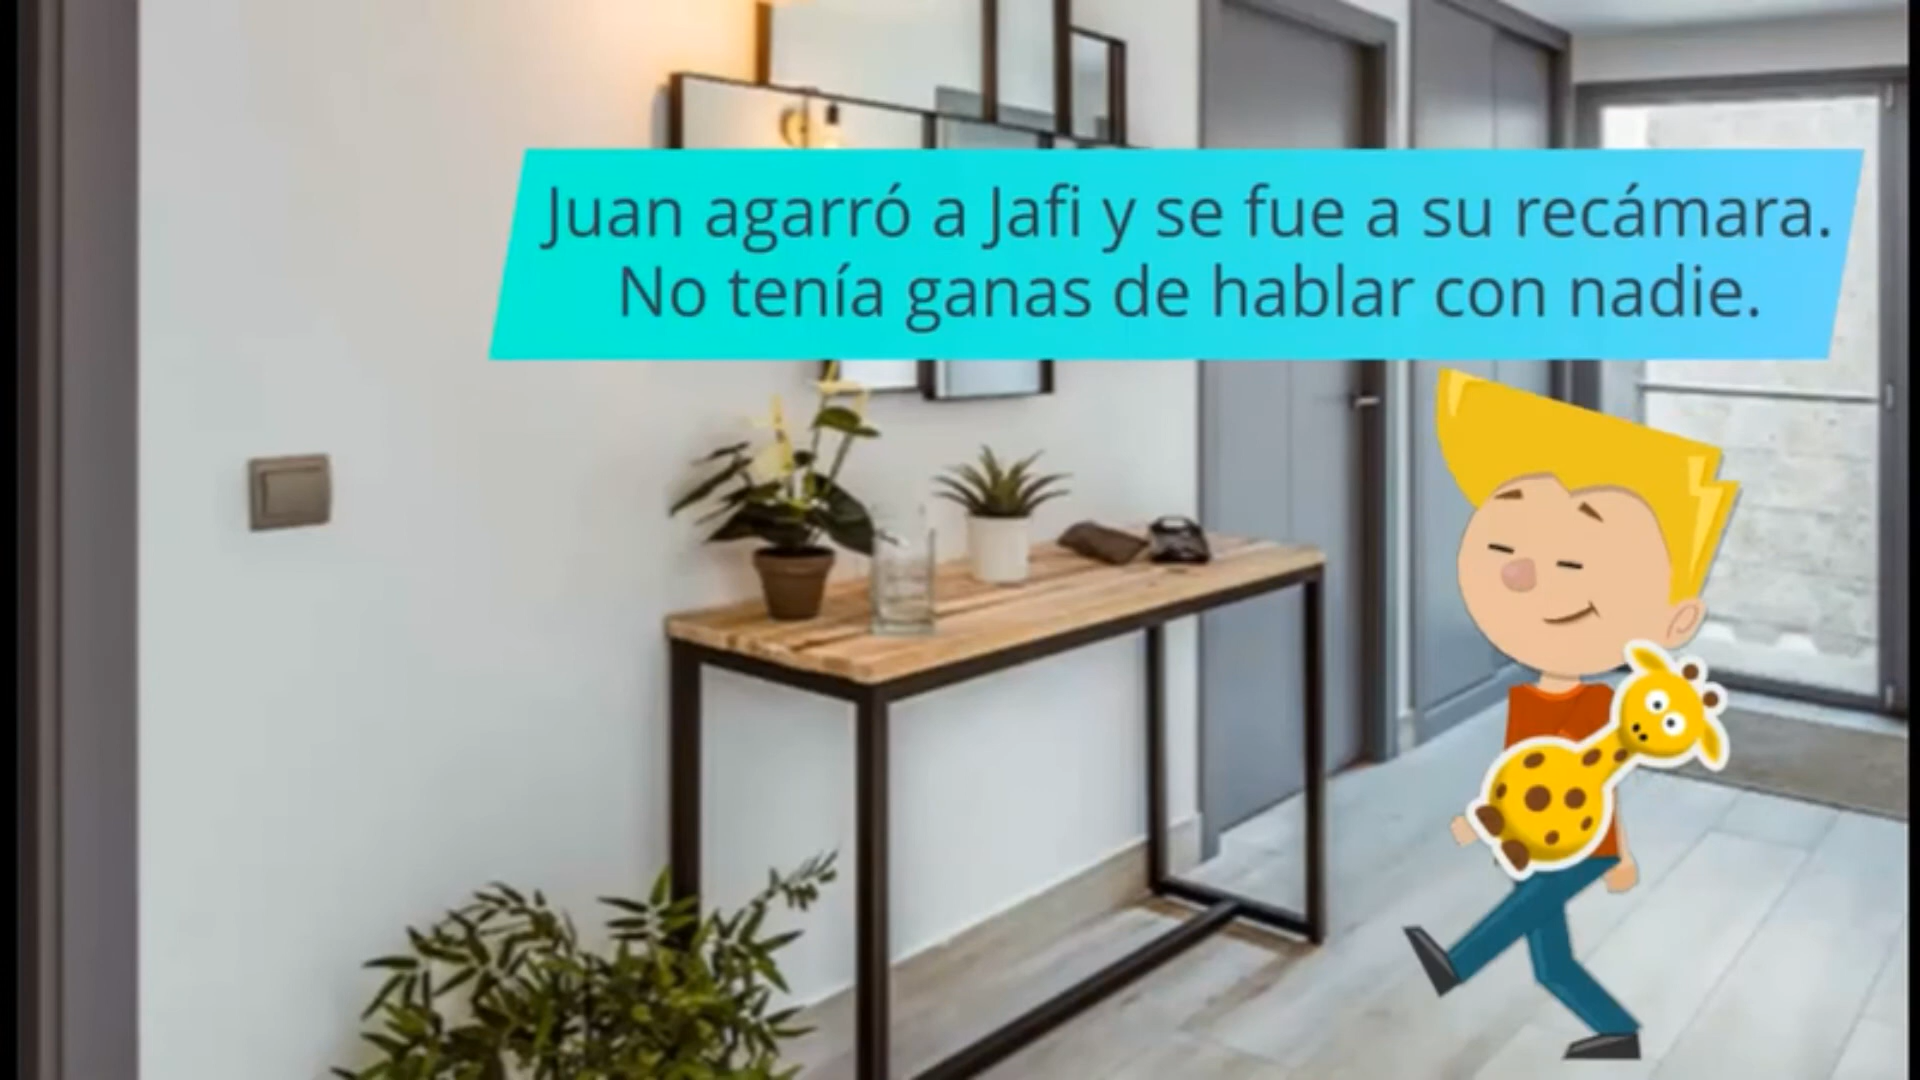 Juan agarró a Jafi y se fue a su recámara.
No tenía ganas de hablar con nadie.